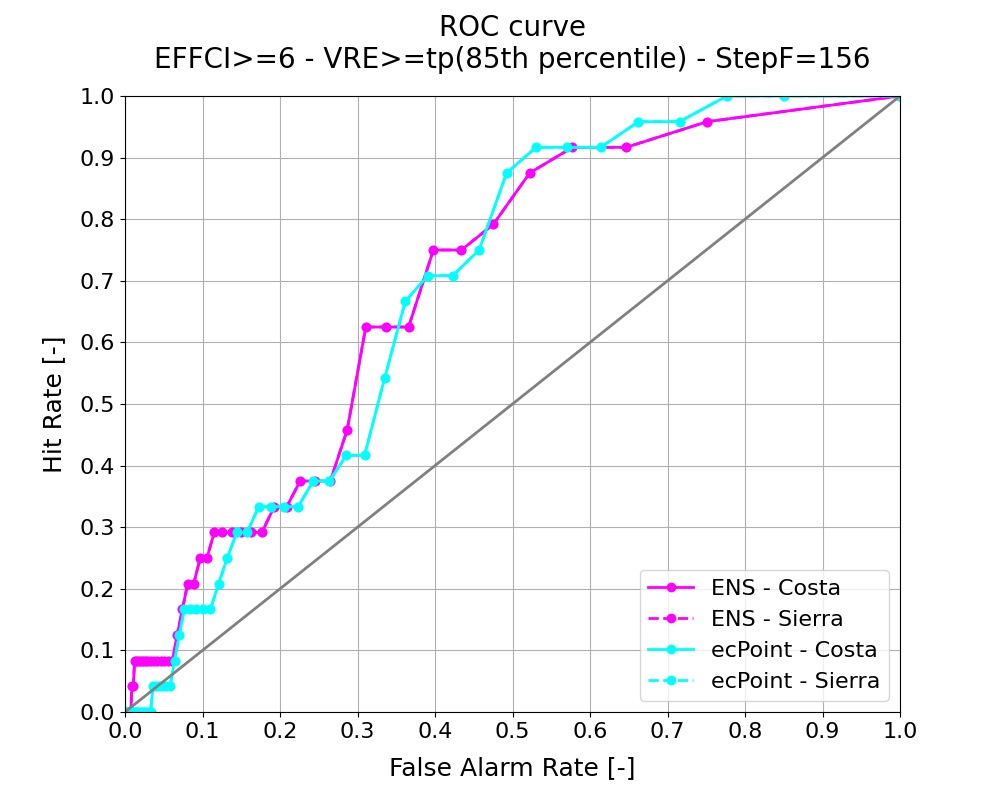 ROC curve
EFFCI>=6 - VRE>=tp(85th percentile) - StepF=156
1.0
0.9
0.8
0.7
0.6
0.5
0.4
0.3
0.2
0.1
0.0
Hit Rate [-]
ENS - Costa
ENS - Sierra
ecPoint - Costa
ecPoint - Sierra
0.0 0.1 0.2 0.3 0.4 0.5 0.6 0.7 0.8 0.9 1.0
False Alarm Rate [-]